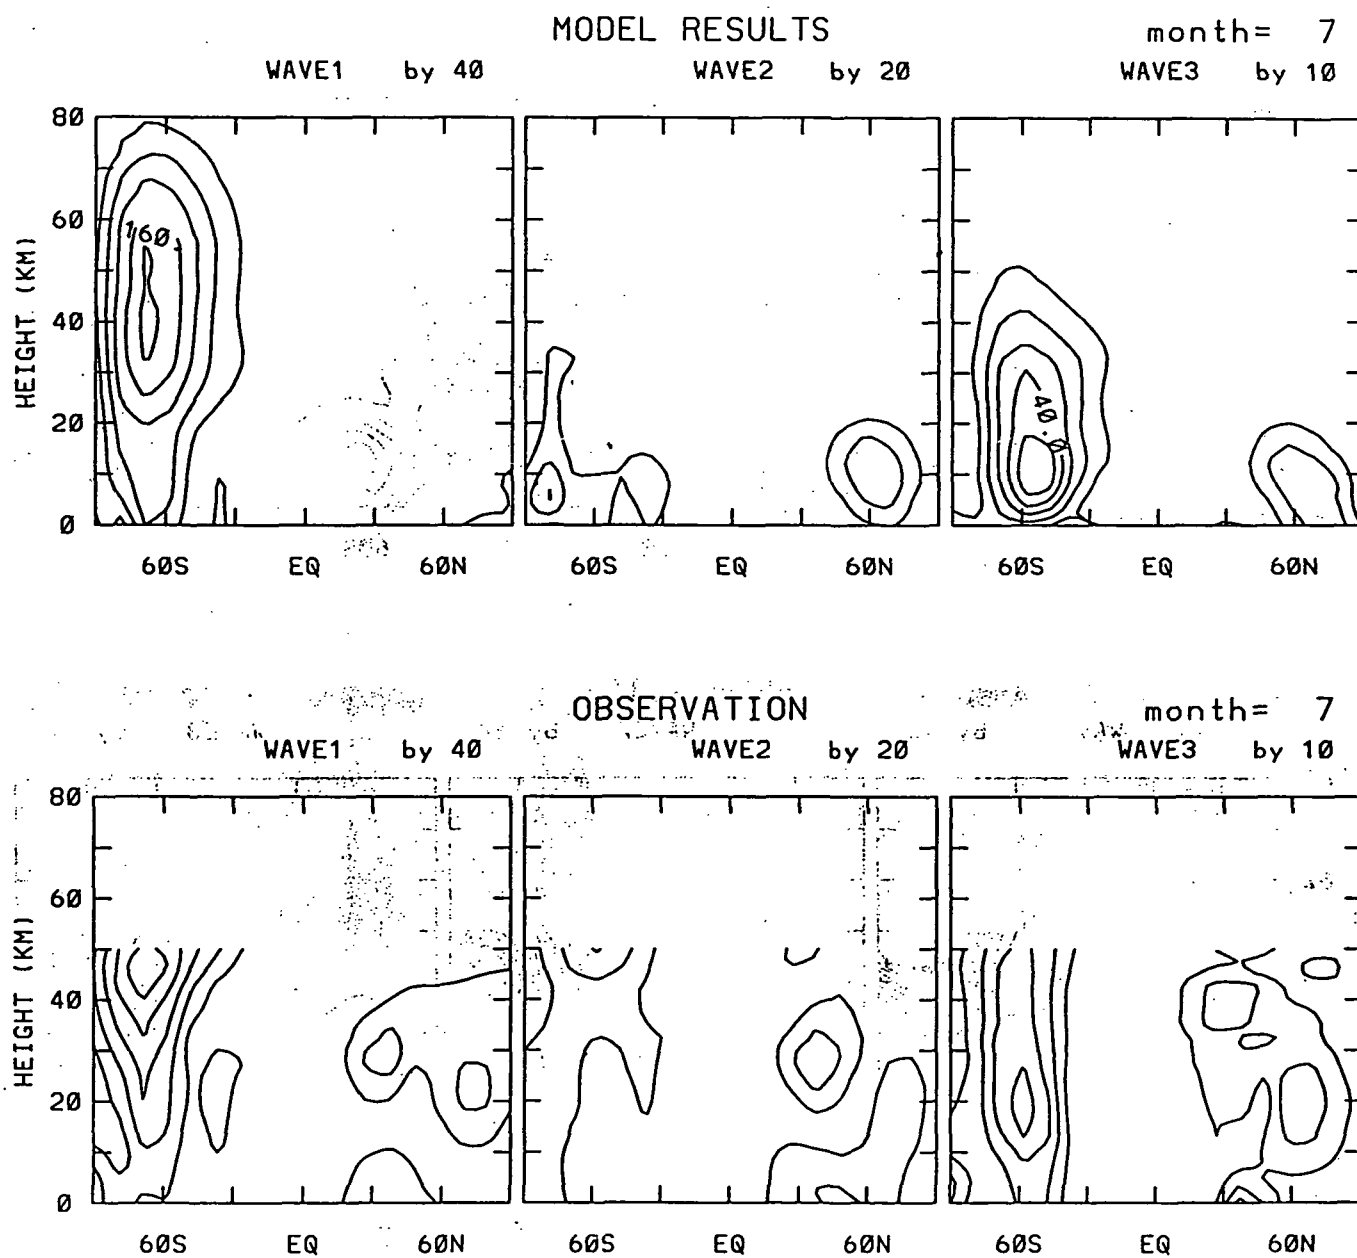 MODEL RESULTS month= 7
WAVE1 by 40 WAVE2 by 20 WAVE3 by 10
80
60
40
20
0
HEIGHT (KM)
160
40.0
60S EQ 60N 60S EQ 60N 60S EQ 60N
OBSERVATION month= 7
WAVE1 by 40 WAVE2 by 20 WAVE3 by 10
80
60
40
20
0
HEIGHT (KM)
60S EQ 60N 60S EQ 60N 60S EQ 60N